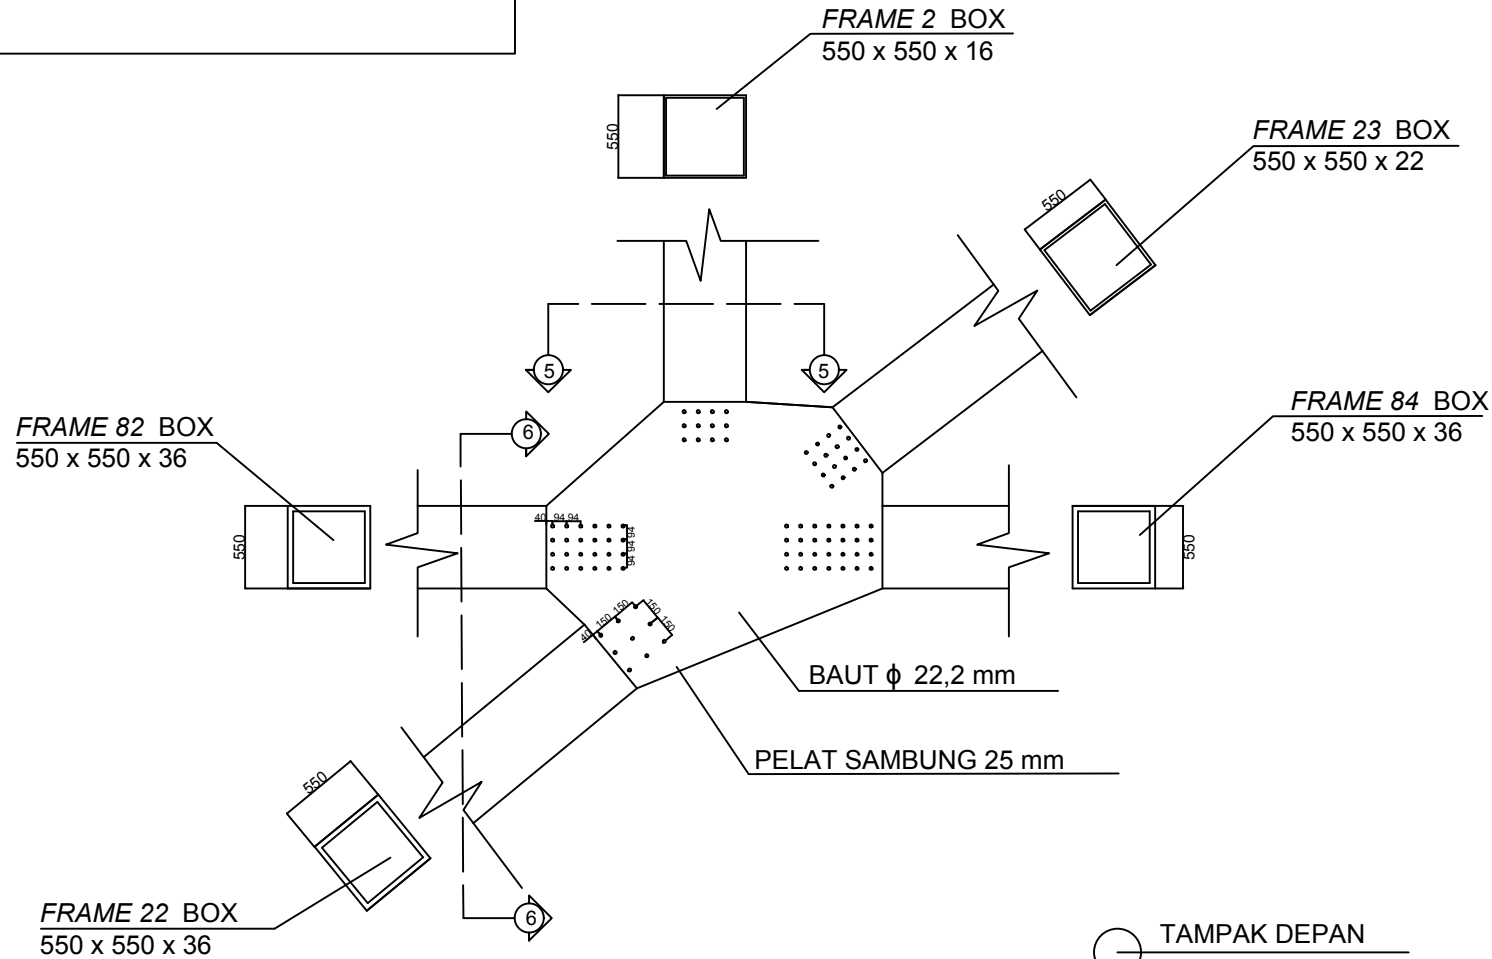 FRAME 2 BOX
550 x 550 x 16
550
FRAME 23 BOX
550 x 550 x 22
550
5
5
FRAME 84 BOX
550 x 550 x 36
FRAME 82 BOX
550 x 550 x 36
6
550
40 94 94
94 94 94
550
40 150 150
150 150
BAUT ϕ 22,2 mm
PELAT SAMBUNG 25 mm
550
FRAME 22 BOX
550 x 550 x 36
6
TAMPAK DEPAN